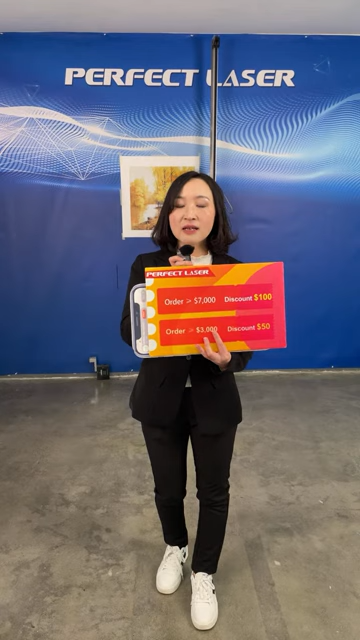 PERFECT LASER
PERFECT LASER
Order ≥ $7,000 Discount $100
Order ≥ $3,000 Discount $50